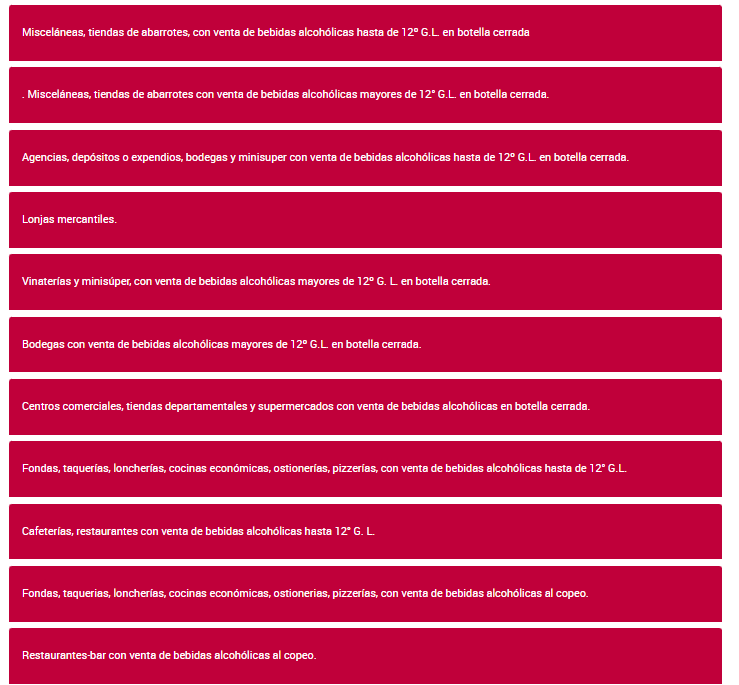 Misceláneas, tiendas de abarrotes, con venta de bebidas alcohólicas hasta de 12º G.L. en botella cerrada
. Misceláneas, tiendas de abarrotes con venta de bebidas alcohólicas mayores de 12° G.L. en botella cerrada.
Agencias, depósitos o expendios, bodegas y minisuper con venta de bebidas alcohólicas hasta de 12º G.L. en botella cerrada.
Lonjas mercantiles.
Vinaterías y minisúper, con venta de bebidas alcohólicas mayores de 12º G. L. en botella cerrada.
Bodegas con venta de bebidas alcohólicas mayores de 12º G.L. en botella cerrada.
Centros comerciales, tiendas departamentales y supermercados con venta de bebidas alcohólicas en botella cerrada.
Fondas, taquerías, loncherías, cocinas económicas, ostionerías, pizzerías, con venta de bebidas alcohólicas hasta de 12° G.L.
Cafeterías, restaurantes con venta de bebidas alcohólicas hasta 12° G. L.
Fondas, taquerias, loncherías, cocinas económicas, ostionerias, pizzerías, con venta de bebidas alcohólicas al copeo.
Restaurantes-bar con venta de bebidas alcohólicas al copeo.